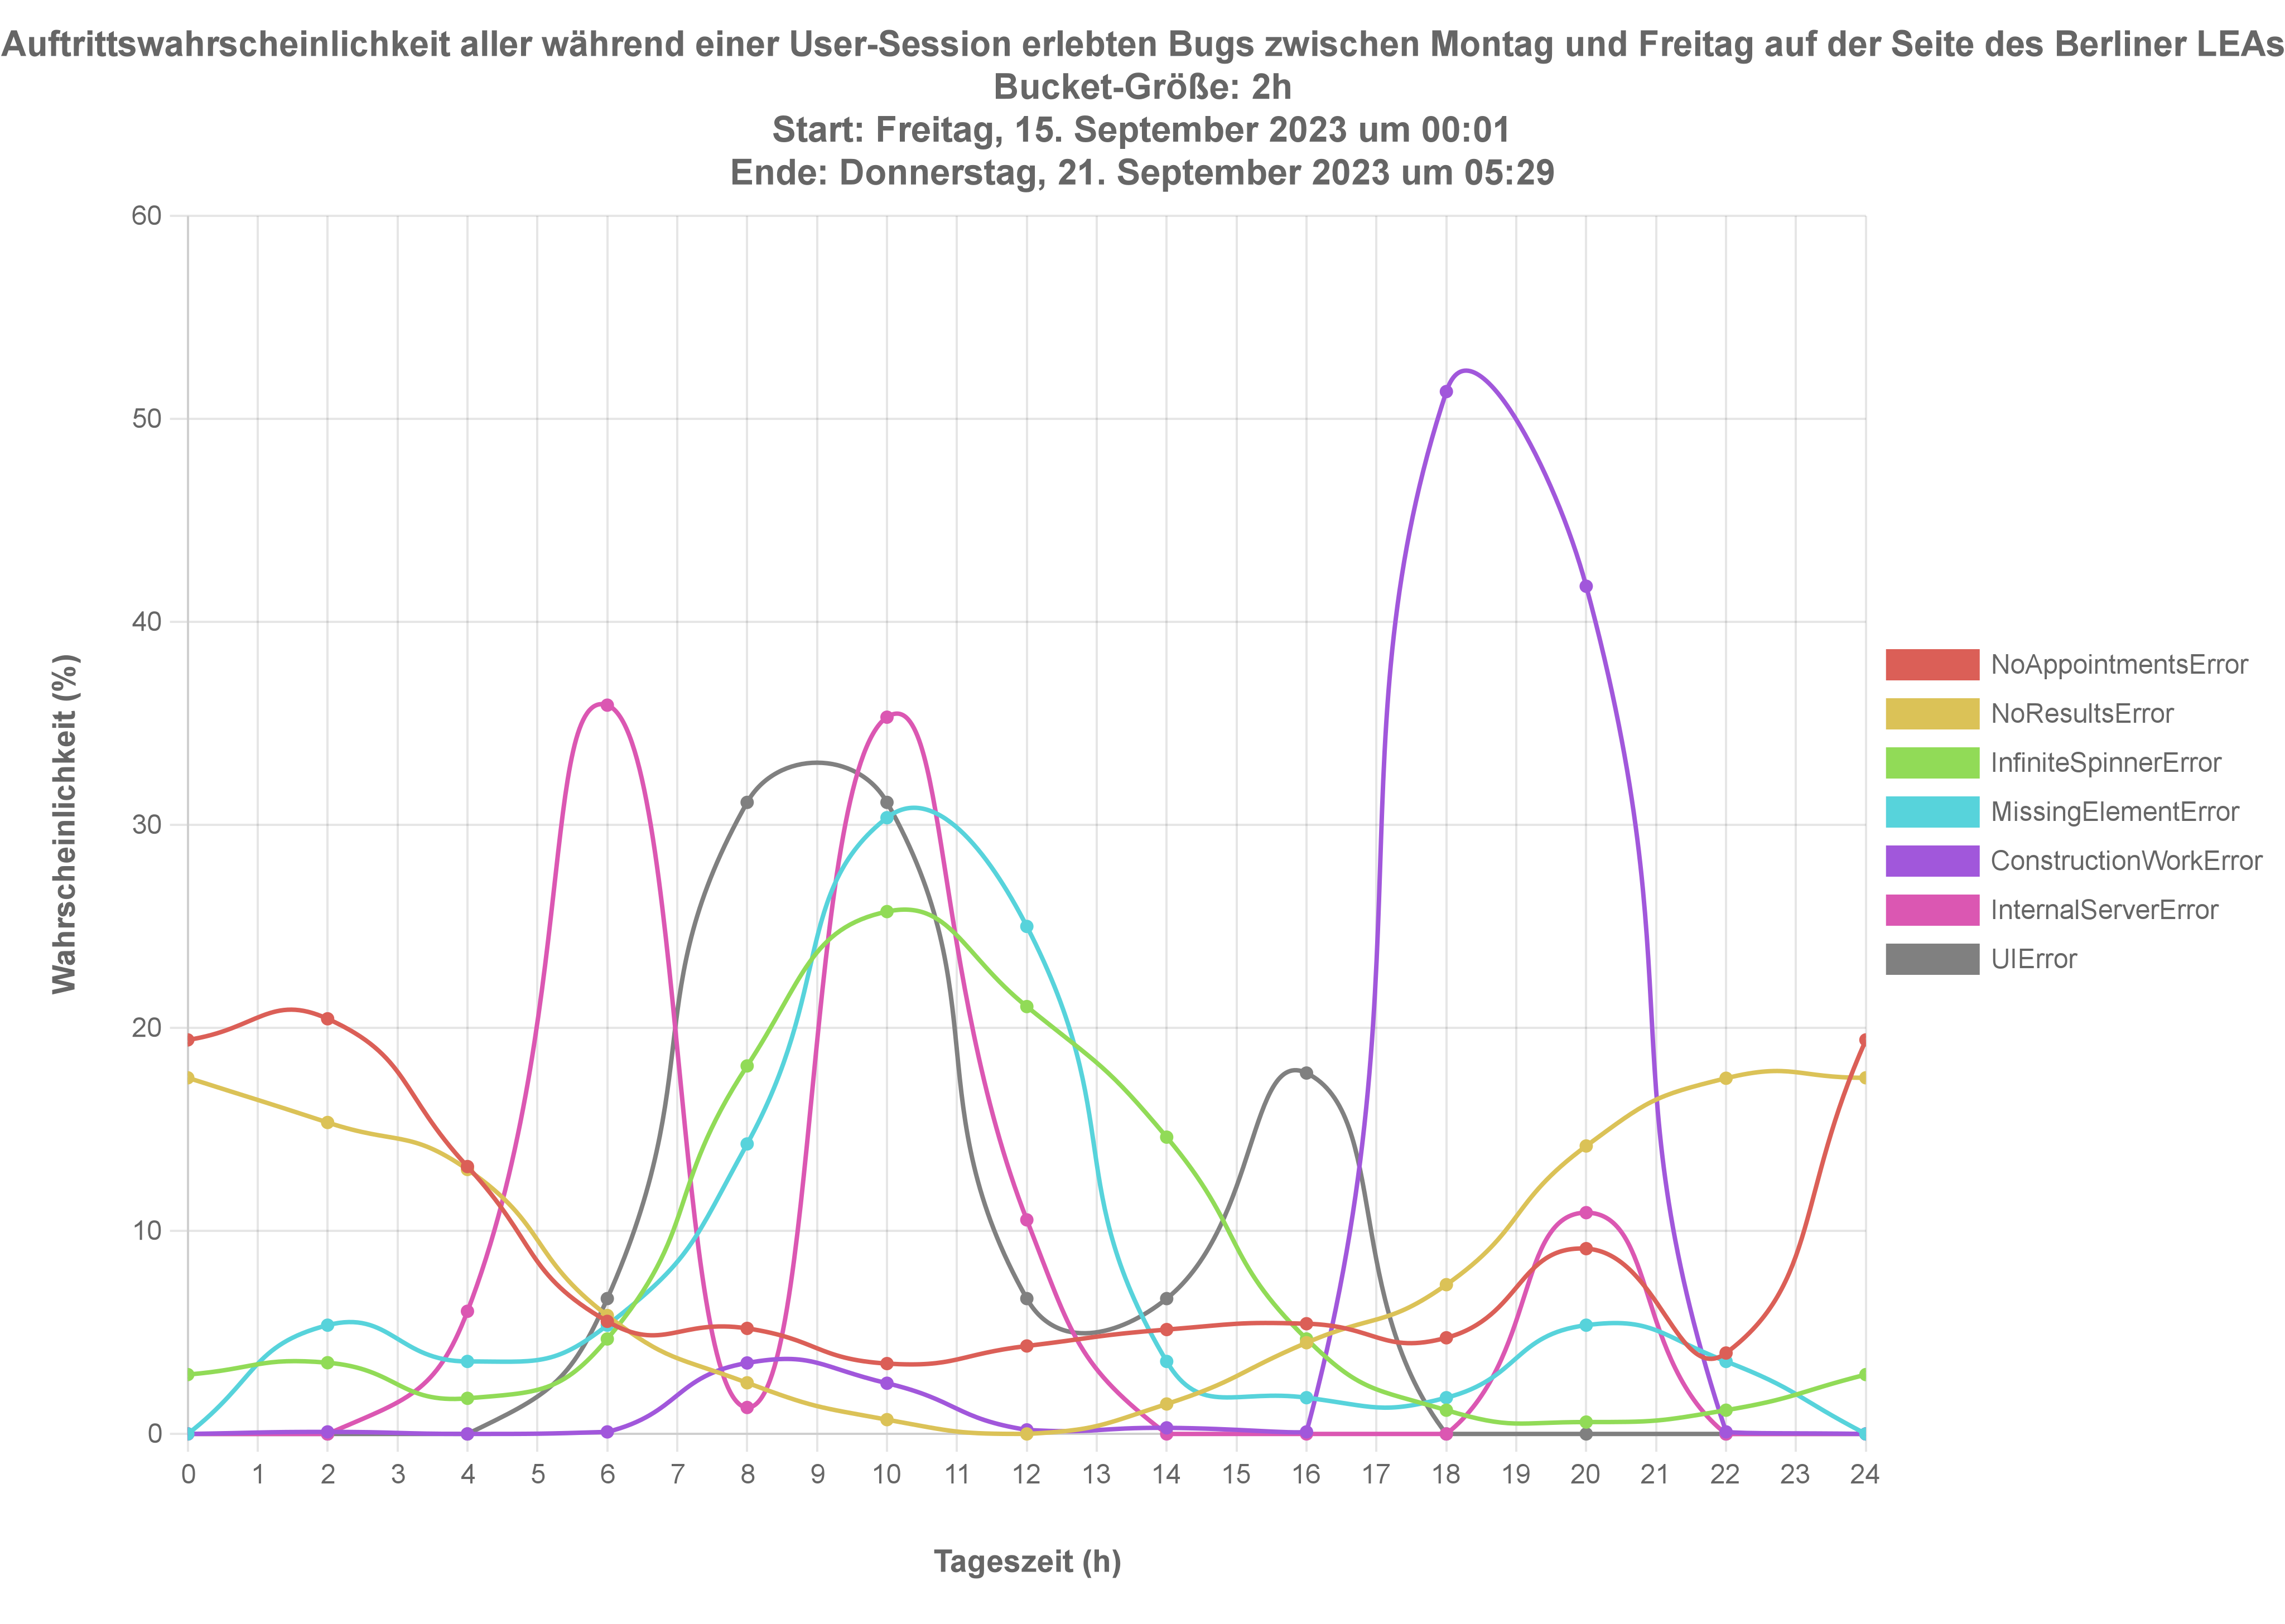 Auftrittswahrscheinlichkeit aller während einer User-Session erlebten Bugs zwischen Montag und Freitag auf der Seite des Berliner LEAs
Bucket-Größe: 2h
Start: Freitag, 15. September 2023 um 00:01
Ende: Donnerstag, 21. September 2023 um 05:29
60
50
40
30
20
10
0
Wahrscheinlichkeit (%)
0 1 2 3 4 5 6 7 8 9 10 11 12 13 14 15 16 17 18 19 20 21 22 23 24
Tageszeit (h)
NoAppointmentsError
NoResultsError
InfiniteSpinnerError
MissingElementError
ConstructionWorkError
InternalServerError
UIError